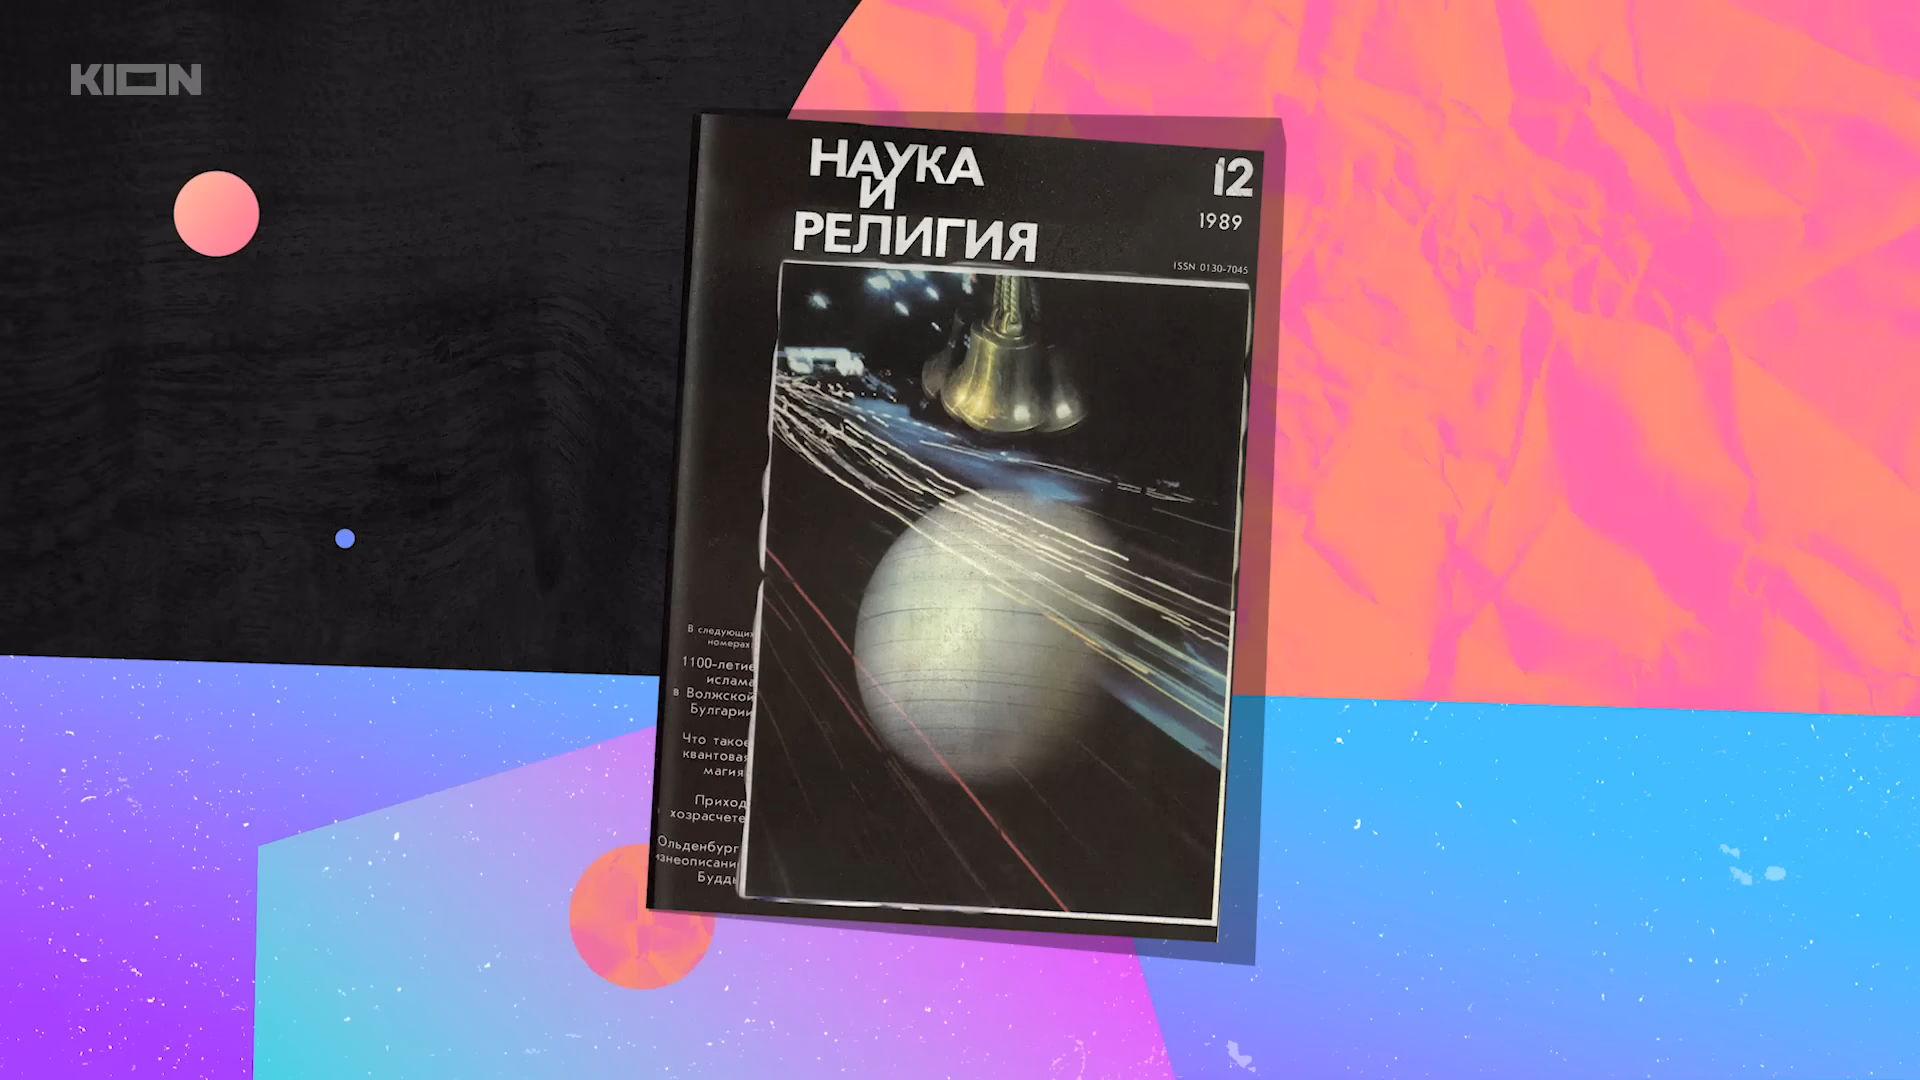 KION
НАУКА
И
РЕЛИГИЯ
12
1989
ISSN 0130-7045
В следующих
номерах
1100-летие
ислама
в Волжской
Булгарии
Что такое
квантовая
магия
Приход
хозрасчете
Ольденбург
Будды